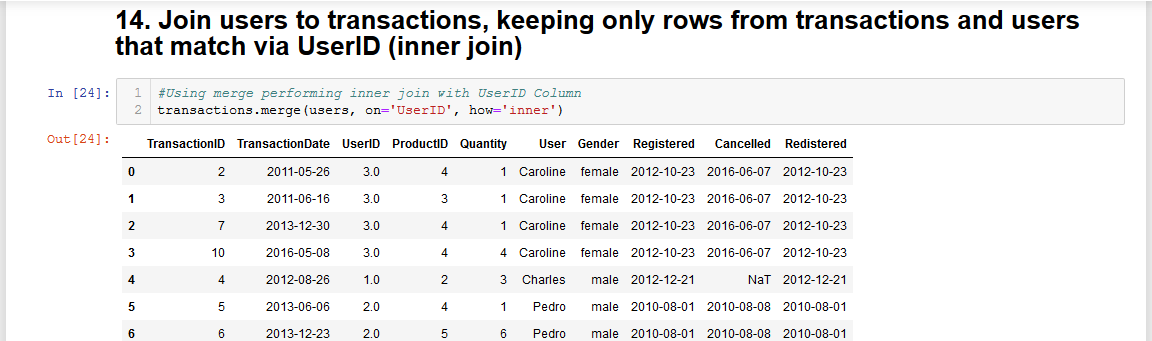 14. Join users to transactions, keeping only rows from transactions and users
that match via UserID (inner join)
In [24]: 1 #Using merge performing inner join with UserID Column
2 transactions.merge(users, on='UserID', how='inner')
Out[24]:
TransactionID TransactionDate UserID ProductID Quantity User Gender Registered Cancelled Redistered
0 2 2011-05-26 3.0 4 1 Caroline female 2012-10-23 2016-06-07 2012-10-23
1 3 2011-06-16 3.0 3 1 Caroline female 2012-10-23 2016-06-07 2012-10-23
2 7 2013-12-30 3.0 4 1 Caroline female 2012-10-23 2016-06-07 2012-10-23
3 10 2016-05-08 3.0 4 4 Caroline female 2012-10-23 2016-06-07 2012-10-23
4 4 2012-08-26 1.0 2 3 Charles male 2012-12-21 NaT 2012-12-21
5 5 2013-06-06 2.0 4 1 Pedro male 2010-08-01 2010-08-08 2010-08-01
6 6 2013-12-23 2.0 5 6 Pedro male 2010-08-01 2010-08-08 2010-08-01